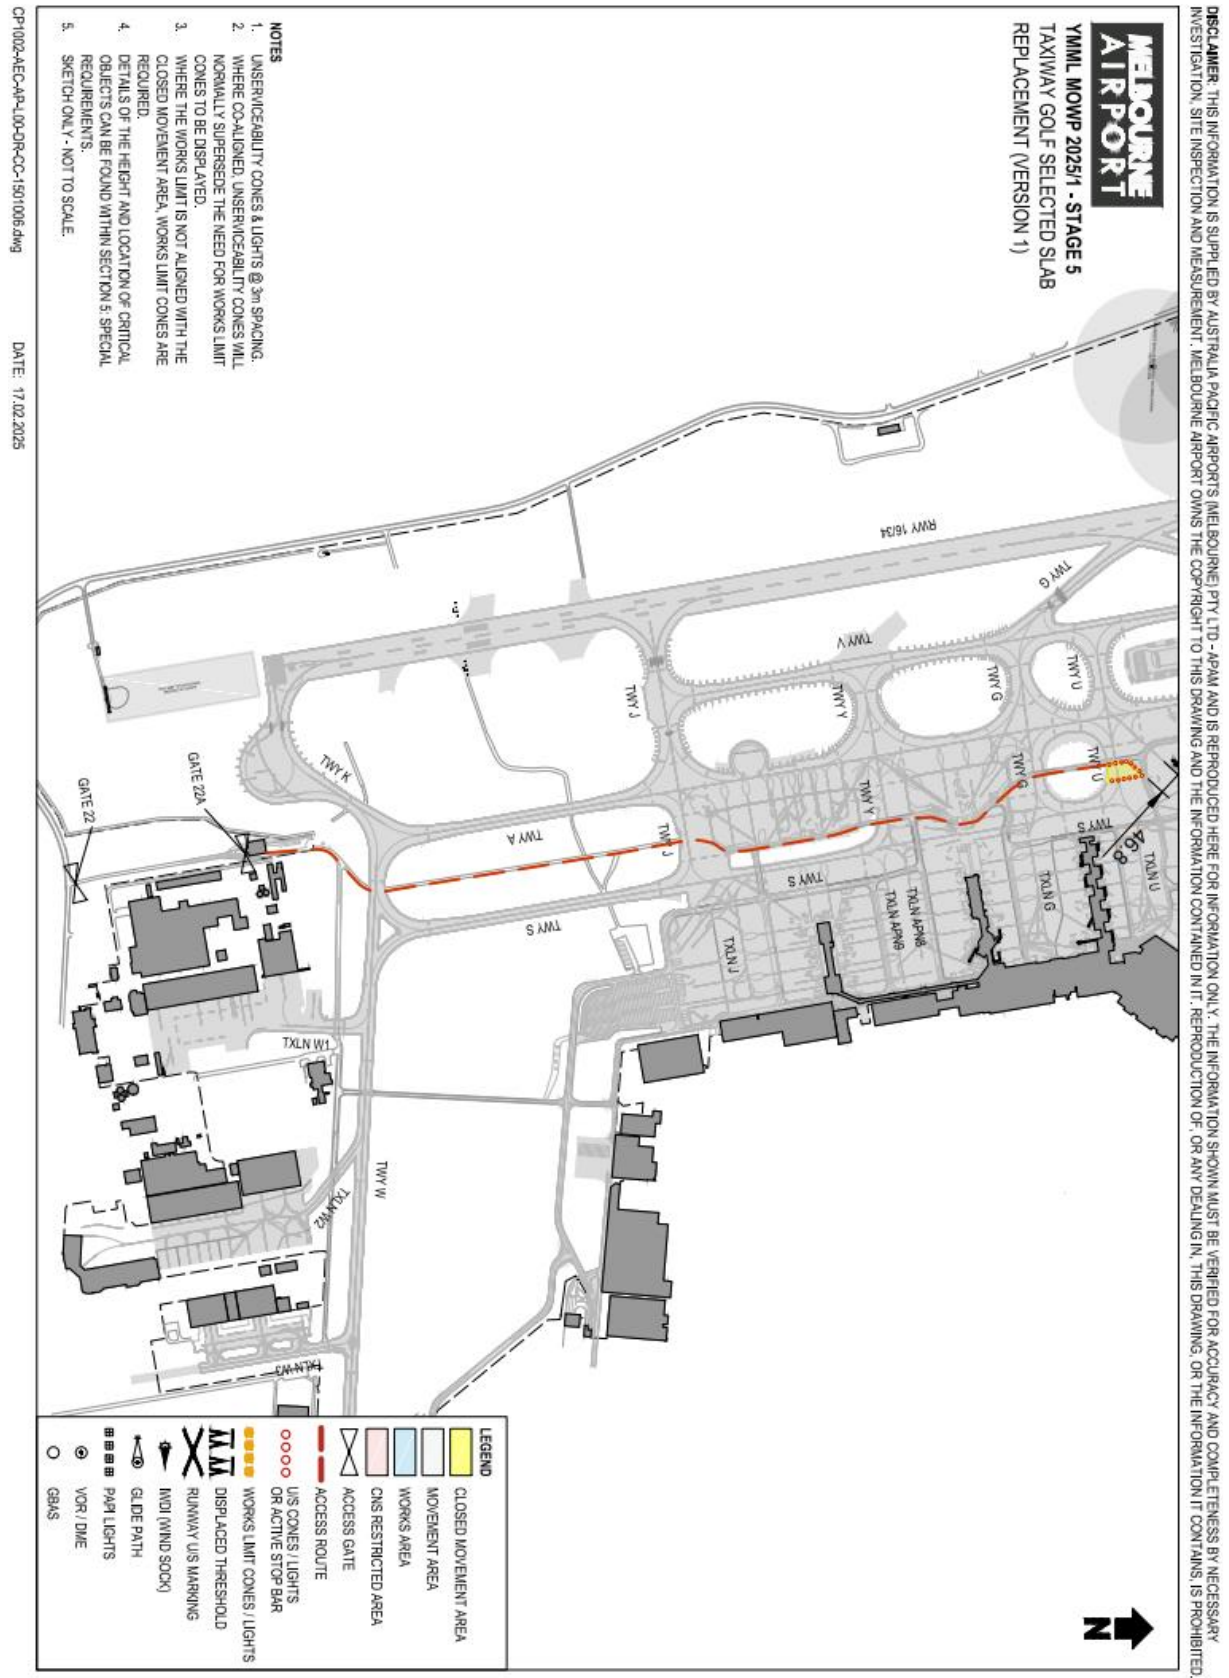 DISCLAIMER: THIS INFORMATION IS SUPPLIED BY AUSTRALIA PACIFIC AIRPORTS (MELBOURNE) PTY LTD - APAM AND IS REPRODUCED HERE FOR INFORMATION ONLY. THE INFORMATION SHOWN MUST BE VERIFIED FOR ACCURACY AND COMPLETENESS BY NECESSARY
INVESTIGATION, SITE INSPECTION AND MEASUREMENT. MELBOURNE AIRPORT OWNS THE COPYRIGHT TO THIS DRAWING AND THE INFORMATION CONTAINED IN IT. REPRODUCTION OF, OR ANY DEALING IN, THIS DRAWING, OR THE INFORMATION IT CONTAINS, IS PROHIBITED.
MELBOURNE
AIRPORT
YMML MOWP 2025/1 - STAGE 5
TAXIWAY GOLF SELECTED SLAB
REPLACEMENT (VERSION 1)
NOTES
1. UNSERVICEABILITY CONES & LIGHTS @ 3m SPACING.
2. WHERE CO-ALIGNED, UNSERVICEABILITY CONES WILL
NORMALLY SUPERSEDE THE NEED FOR WORKS LIMIT
CONES TO BE DISPLAYED.
3. WHERE THE WORKS LIMIT IS NOT ALIGNED WITH THE
CLOSED MOVEMENT AREA, WORKS LIMIT CONES ARE
REQUIRED.
4. DETAILS OF THE HEIGHT AND LOCATION OF CRITICAL
OBJECTS CAN BE FOUND WITHIN SECTION 5: SPECIAL
REQUIREMENTS.
5. SKETCH ONLY - NOT TO SCALE.
RWY 16/34
TWY G
TWY V
TWY U
TWY G
TWY Y
TWY J
TWY K
TWY U
TWY G
TWY Y
TWY J
TWY A
TWY S
46.8
TXLN U
TXLN G
TWY S
TXLN APN8
TXLN APN9
TXLN J
TWY S
GATE 22A
GATE 22
TXLN W1
TWY W
TXLN W2
TXLN W3
LEGEND
CLOSED MOVEMENT AREA
MOVEMENT AREA
WORKS AREA
CNS RESTRICTED AREA
ACCESS GATE
ACCESS ROUTE
U/S CONES / LIGHTS
OR ACTIVE STOP BAR
WORKS LIMIT CONES / LIGHTS
DISPLACED THRESHOLD
RUNWAY U/S MARKING
IWDI (WIND SOCK)
GLIDE PATH
PAPI LIGHTS
VOR / DME
GBAS
N
CP1002-AEC-AP-L00-DR-CC-1501006.dwg
DATE: 17.02.2025